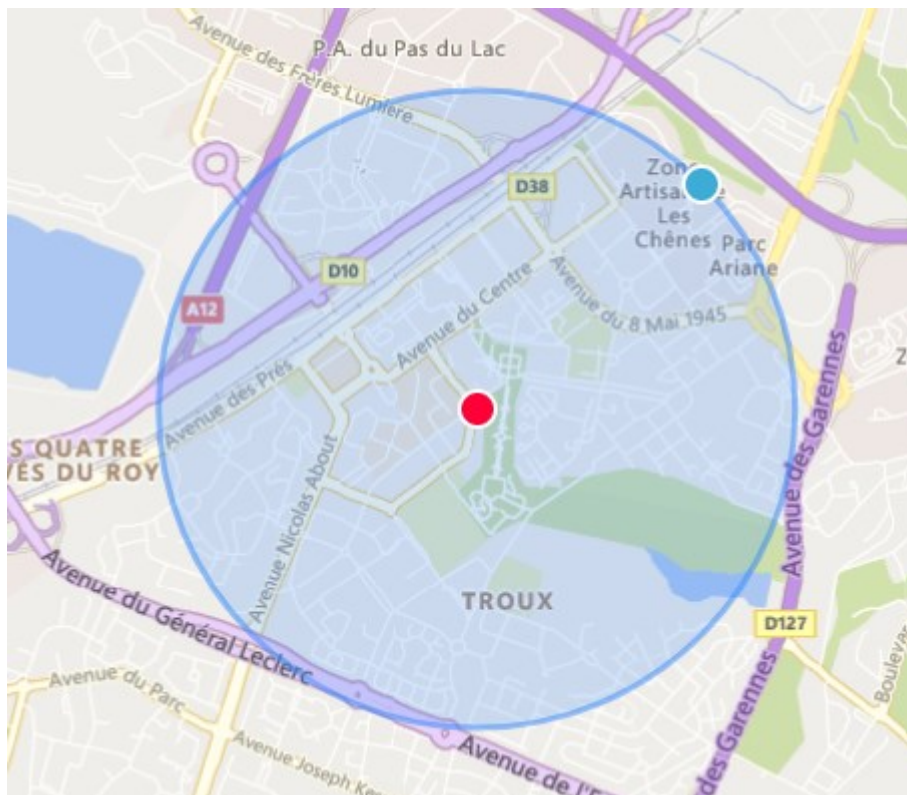 P.A. du Pas du Lac
Avenue des Frères Lumière
D38
Zone
Artisanale
Les
Chênes
Parc
Ariane
D10
A12
Avenue du Centre
Avenue du 8 Mai 1945
Avenue des Prés
Z
S QUATRE
VÉS DU ROY
Avenue Nicolas About
Avenue des Garennes
TROUX
D127
Avenue du Général Leclerc
Avenue du Parc
Boulevar
Avenue Joseph Ke
Avenue de l'E
des Garennes